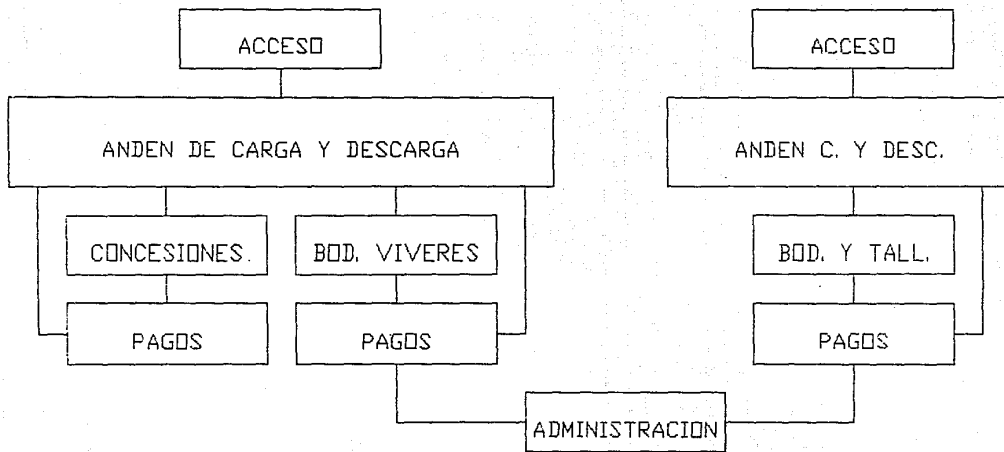 ACCESO
ACCESO
ANDEN DE CARGA Y DESCARGA
ANDEN C. Y DESC.
CONCESIONES.
BOD. VIVERES
BOD. Y TALL.
PAGOS
PAGOS
PAGOS
ADMINISTRACION